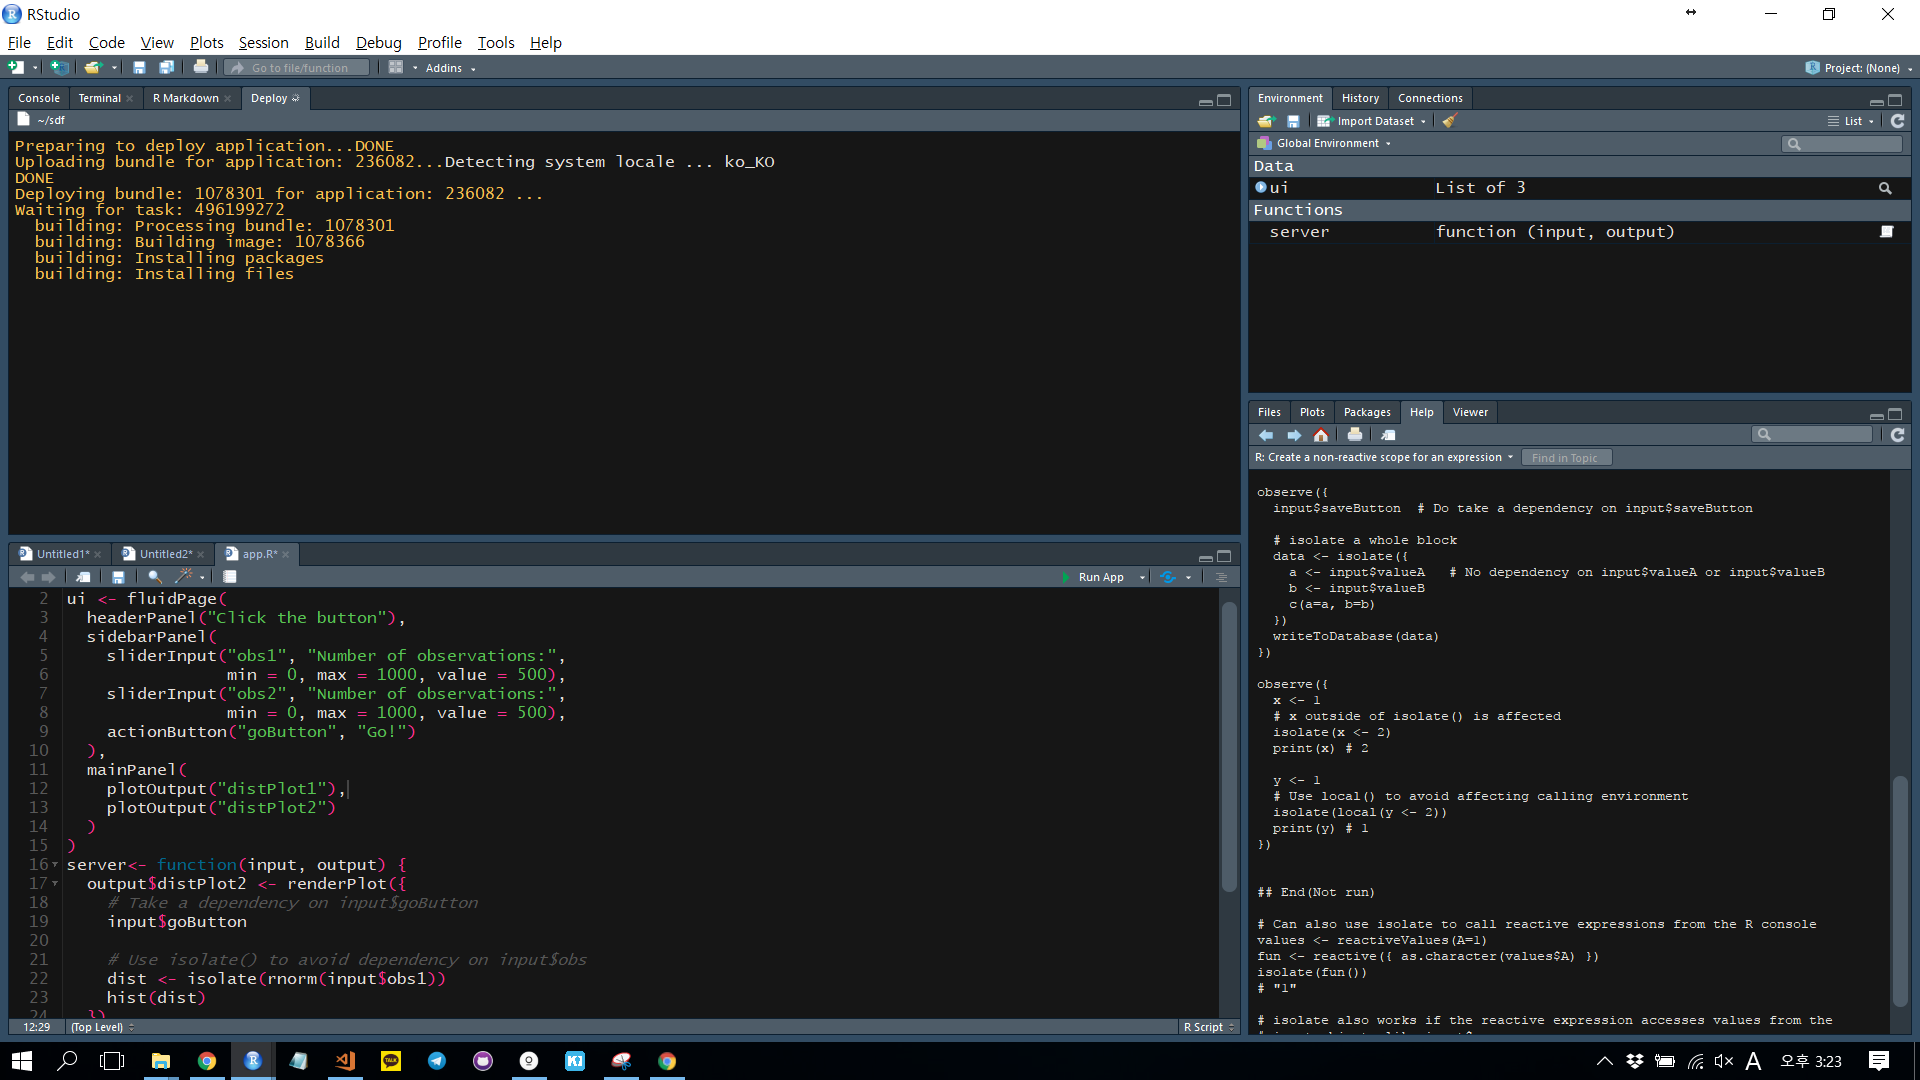 RStudio
File Edit Code View Plots Session Build Debug Profile Tools Help
Go to file/function Addins Project: (None)
Console Terminal R Markdown Deploy
~/sdf
Preparing to deploy application...DONE
Uploading bundle for application: 236082...Detecting system locale ... ko_KO
DONE
Deploying bundle: 1078301 for application: 236082 ...
Waiting for task: 496199272
building: Processing bundle: 1078301
building: Building image: 1078366
building: Installing packages
building: Installing files
Untitled1* Untitled2* app.R*
Run App
2 ui <- fluidPage(
3 headerPanel("Click the button"),
4 sidebarPanel(
5 sliderInput("obs1", "Number of observations:",
6 min = 0, max = 1000, value = 500),
7 sliderInput("obs2", "Number of observations:",
8 min = 0, max = 1000, value = 500),
9 actionButton("goButton", "Go!")
10 ),
11 mainPanel(
12 plotOutput("distPlot1"),
13 plotOutput("distPlot2")
14 )
15 )
16 server<- function(input, output) {
17 output$distPlot2 <- renderPlot({
18 # Take a dependency on input$goButton
19 input$goButton
20
21 # Use isolate() to avoid dependency on input$obs
22 dist <- isolate(rnorm(input$obs1))
23 hist(dist)
24 })
12:29 (Top Level) R Script
Environment History Connections
Import Dataset List
Global Environment
Data
ui List of 3
Functions
server function (input, output)
Files Plots Packages Help Viewer
R: Create a non-reactive scope for an expression Find in Topic
observe({
input$saveButton # Do take a dependency on input$saveButton
# isolate a whole block
data <- isolate({
a <- input$valueA # No dependency on input$valueA or input$valueB
b <- input$valueB
c(a=a, b=b)
})
writeToDatabase(data)
})
observe({
x <- 1
# x outside of isolate() is affected
isolate(x <- 2)
print(x) # 2
y <- 1
# Use local() to avoid affecting calling environment
isolate(local(y <- 2))
print(y) # 1
})
## End(Not run)
# Can also use isolate to call reactive expressions from the R console
values <- reactiveValues(A=1)
fun <- reactive({ as.character(values$A) })
isolate(fun())
# "1"
# isolate also works if the reactive expression accesses values from the
TALK
A 오후 3:23